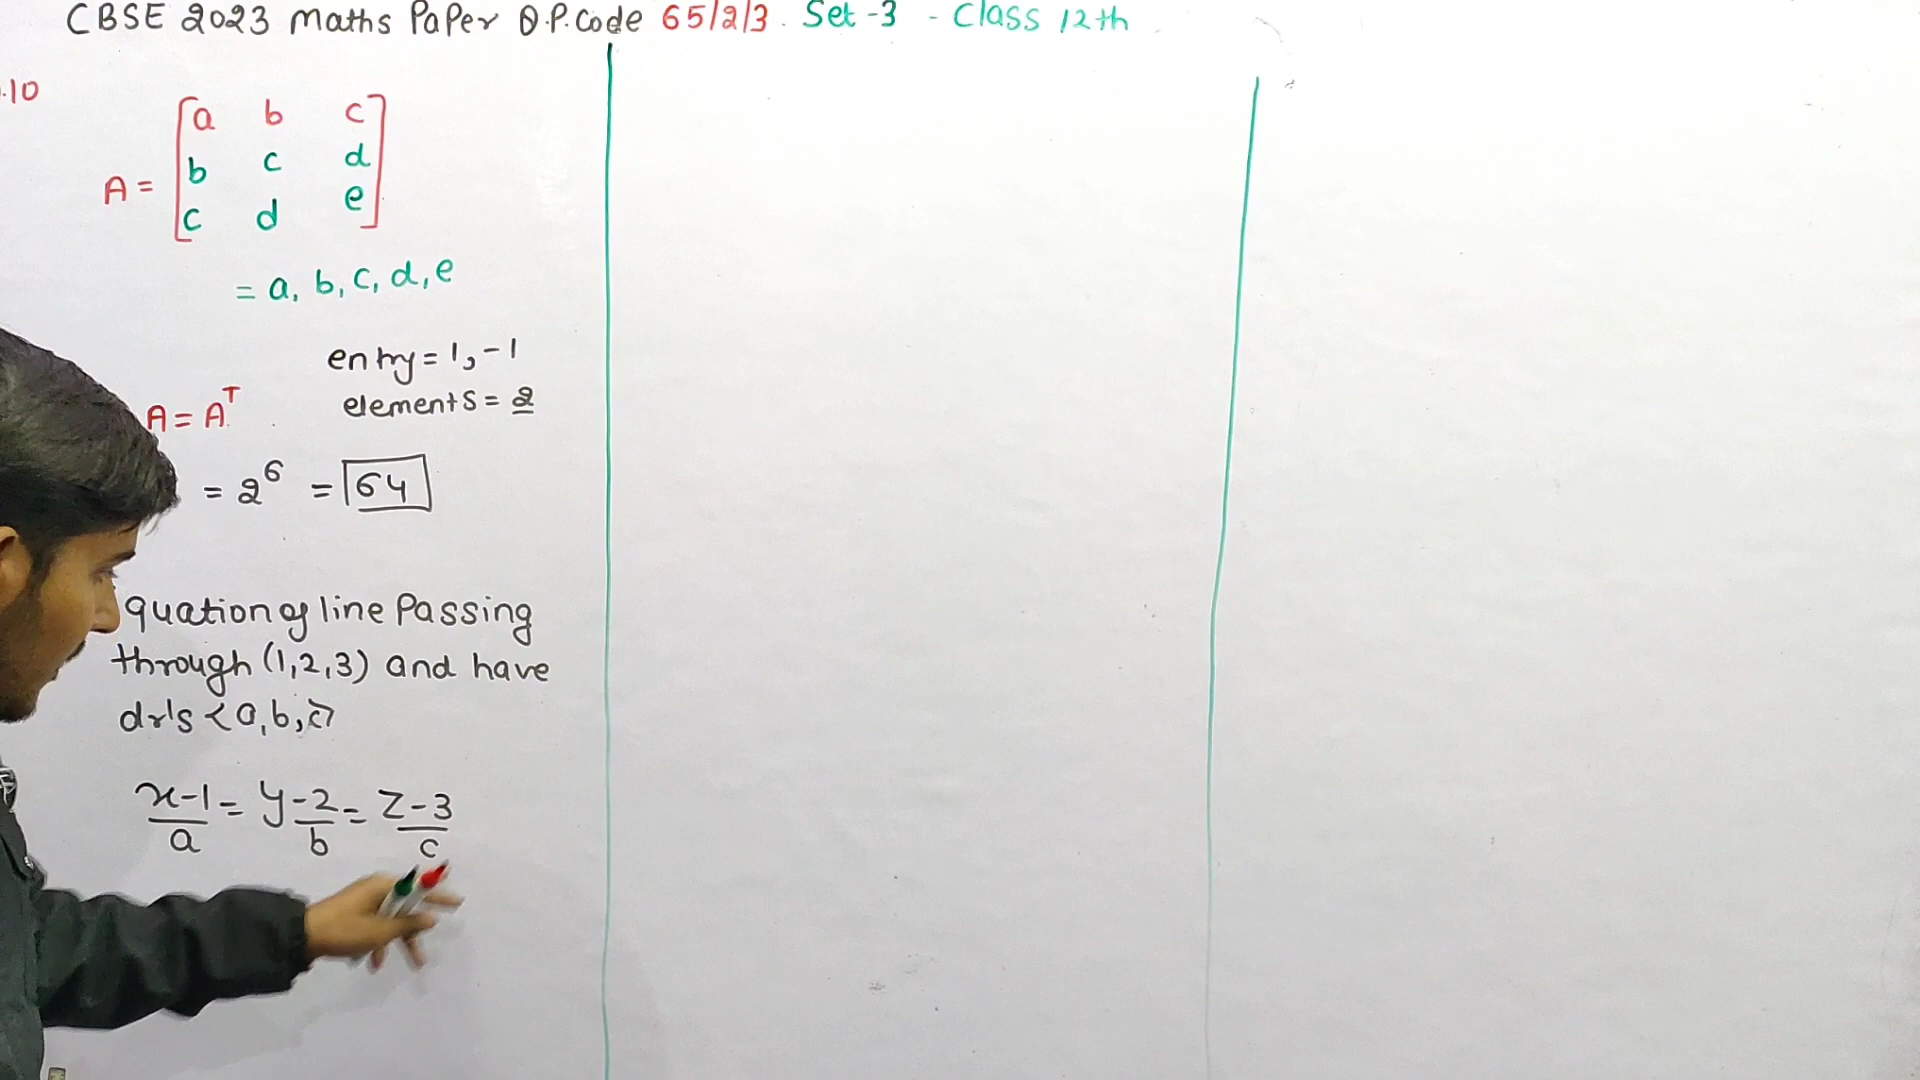 CBSE 2023 Maths Paper Q.P. Code 65/2/3. Set-3 - Class 12th
.10
a b c
b c d
A =
c d e
= a, b, c, d, e
entry = 1, -1
elements = 2
A = A^T
= 2^6 = 64
quation of line Passing
through (1,2,3) and have
dr's <a,b,c>
x-1/a = y-2/b = z-3/c